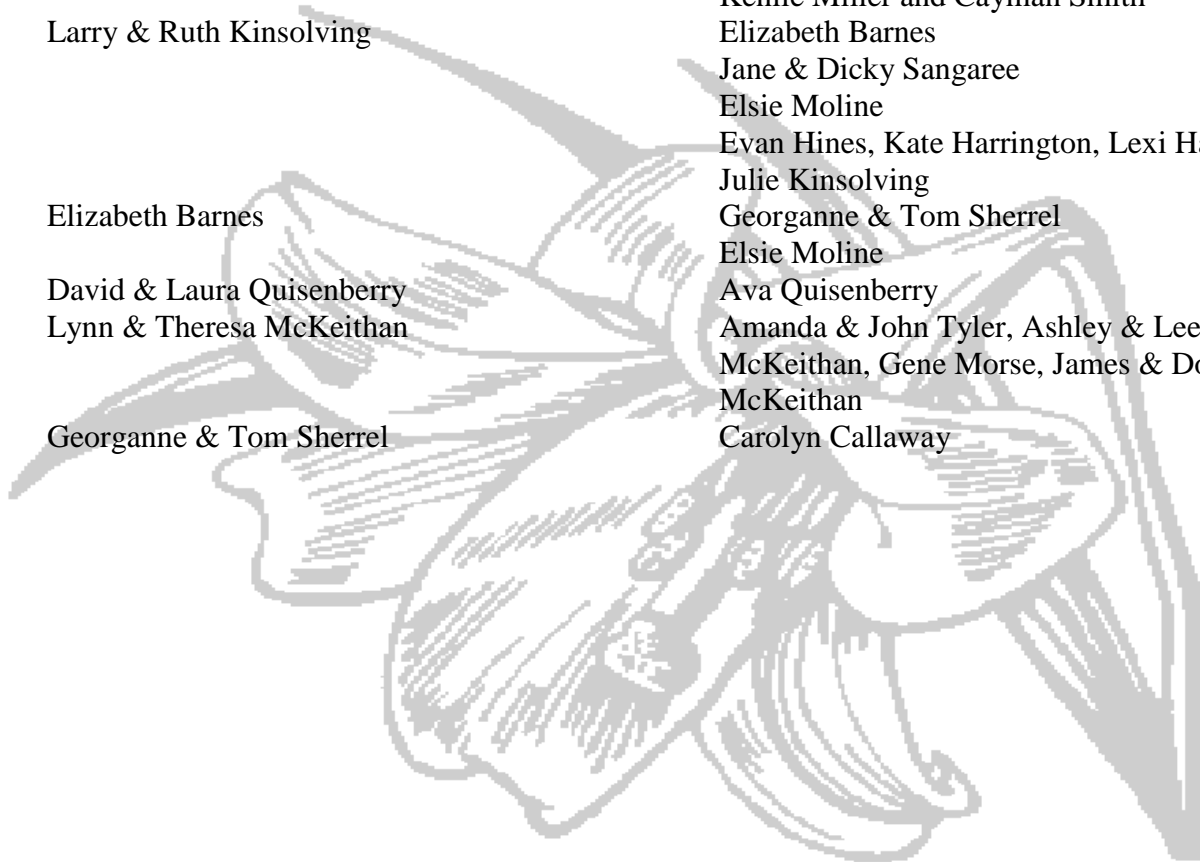 Larry & Ruth Kinsolving Elizabeth Barnes
Jane & Dicky Sangaree
Elsie Moline
Evan Hines, Kate Harrington, Lexi
Julie Kinsolving
Elizabeth Barnes Georganne & Tom Sherrel
Elsie Moline
David & Laura Quisenberry Ava Quisenberry
Lynn & Theresa McKeithan Amanda & John Tyler, Ashley & Lee
McKeithan, Gene Morse, James &
McKeithan
Georganne & Tom Sherrel Carolyn Callaway